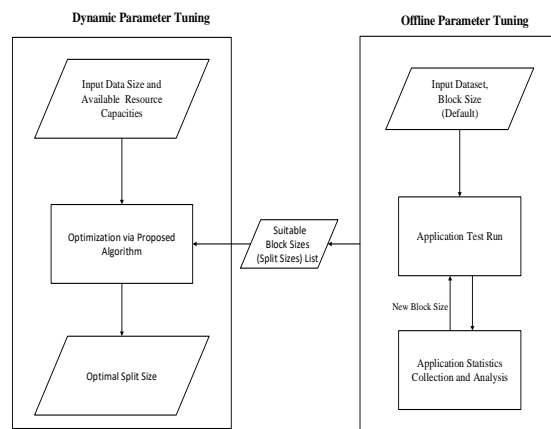 Dynamic Parameter Tuning
Input Data Size and
Available Resource
Capacities
Optimization via Proposed
Algorithm
Optimal Split Size
Suitable
Block Sizes
(Split Sizes) List
Offline Parameter Tuning
Input Dataset,
Block Size
(Default)
Application Test Run
New Block Size
Application Statistics
Collection and Analysis